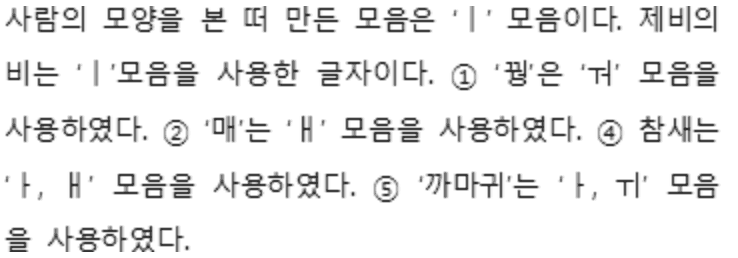 사람의 모양을 본 떠 만든 모음은 ‘ㅣ’ 모음이다. 제비의
비는 ‘ㅣ’모음을 사용한 글자이다. ① ‘꿩’은 ‘ㅝ’ 모음을
사용하였다. ② ‘매’는 ‘ㅐ’ 모음을 사용하였다. ④ 참새는
‘ㅏ, ㅐ’ 모음을 사용하였다. ⑤ ‘까마귀’는 ‘ㅏ, ㅟ’ 모음
을 사용하였다.